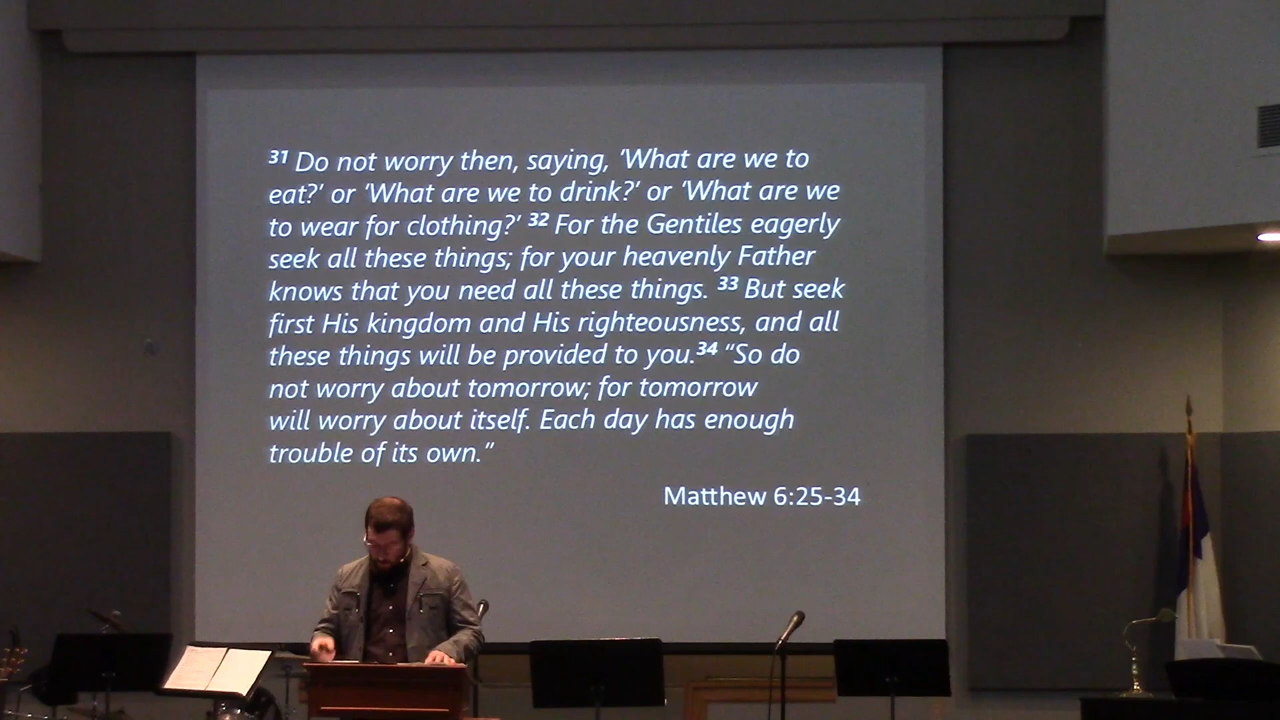 31 Do not worry then, saying, ‘What are we to
eat?’ or ‘What are we to drink?’ or ‘What are we
to wear for clothing?’ 32 For the Gentiles eagerly
seek all these things; for your heavenly Father
knows that you need all these things. 33 But seek
first His kingdom and His righteousness, and all
these things will be provided to you.34 “So do
not worry about tomorrow; for tomorrow
will worry about itself. Each day has enough
trouble of its own.”
Matthew 6:25-34